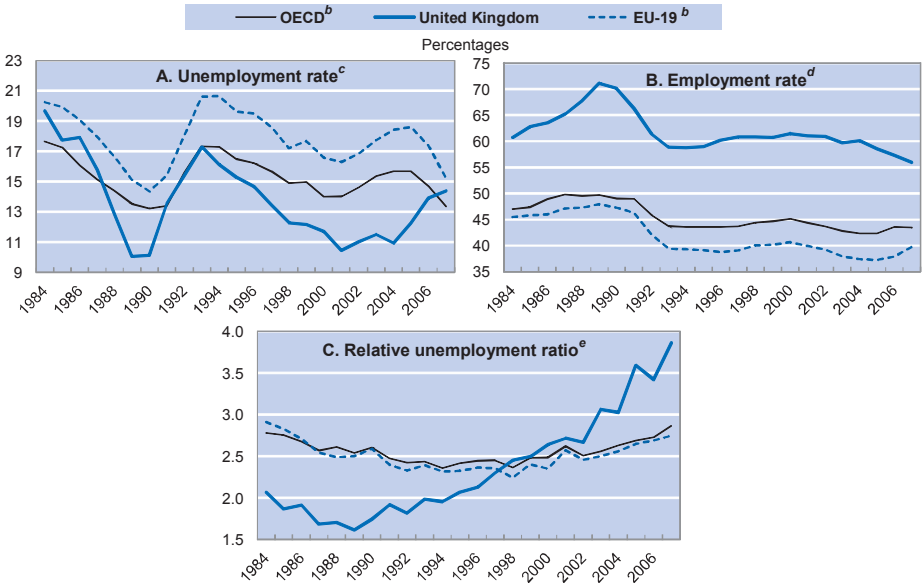 OECD^b United Kingdom EU-19 ^b
Percentages
A. Unemployment rate^c
23
21
19
17
15
13
11
9
1984 1986 1988 1990 1992 1994 1996 1998 2000 2002 2004 2006
B. Employment rate^d
75
70
65
60
55
50
45
40
35
1984 1986 1988 1990 1992 1994 1996 1998 2000 2002 2004 2006
C. Relative unemployment ratio^e
4.0
3.5
3.0
2.5
2.0
1.5
1984 1986 1988 1990 1992 1994 1996 1998 2000 2002 2004 2006